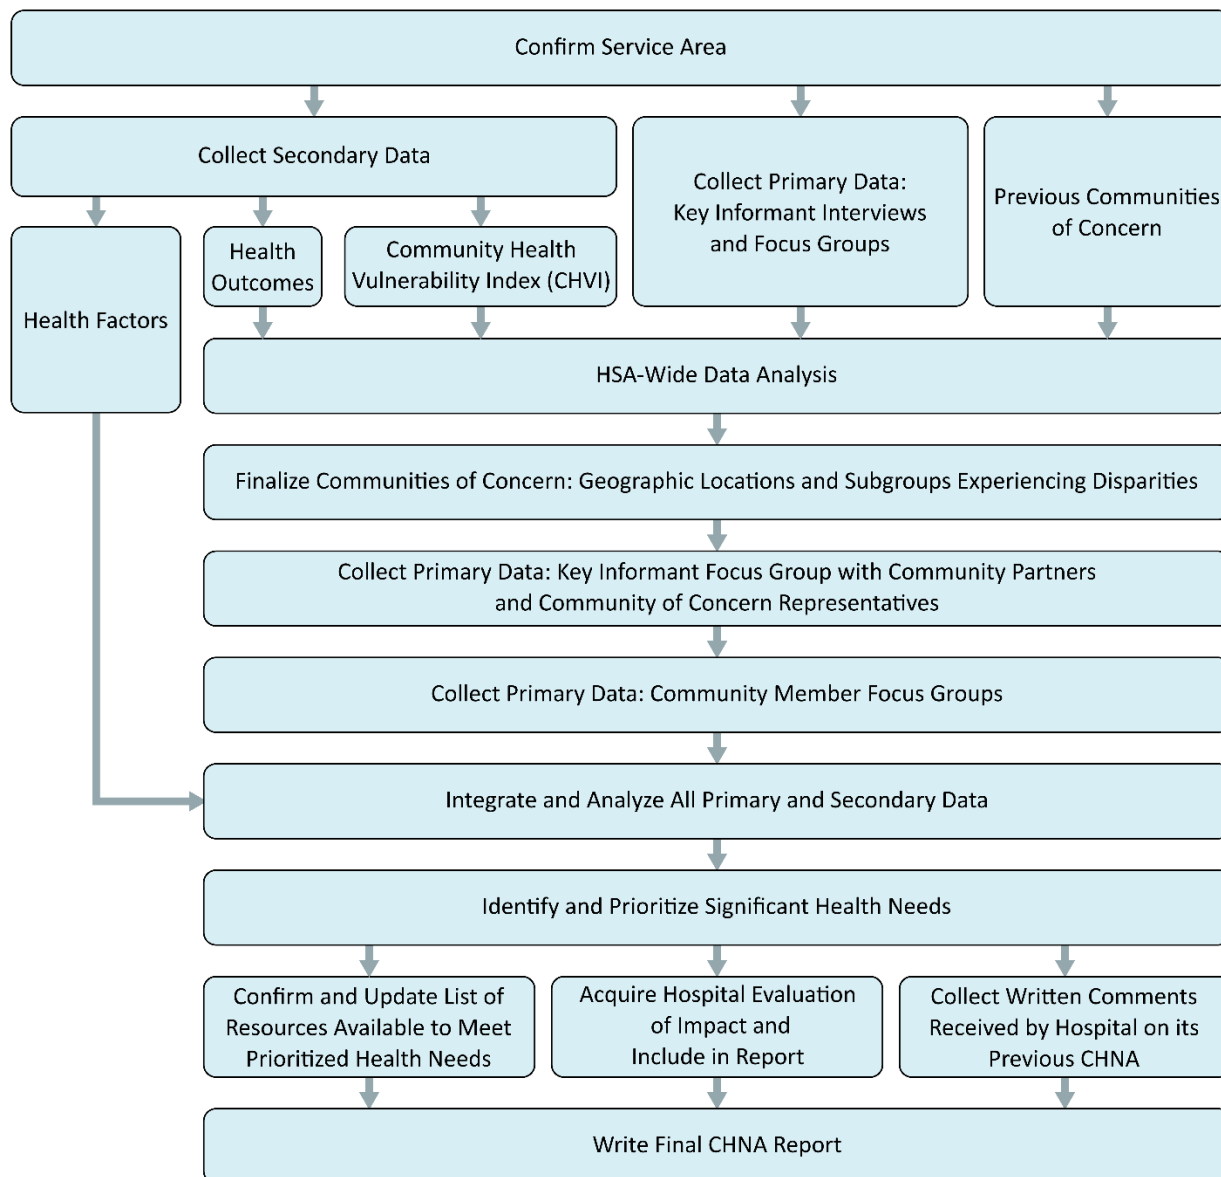 Confirm Service Area
Collect Secondary Data
Collect Primary Data:
Key Informant Interviews
and Focus Groups
Previous Communities
of Concern
Health Factors
Health
Outcomes
Community Health
Vulnerability Index (CHVI)
HSA-Wide Data Analysis
Finalize Communities of Concern: Geographic Locations and Subgroups Experiencing Disparities
Collect Primary Data: Key Informant Focus Group with Community Partners
and Community of Concern Representatives
Collect Primary Data: Community Member Focus Groups
Integrate and Analyze All Primary and Secondary Data
Identify and Prioritize Significant Health Needs
Confirm and Update List of
Resources Available to Meet
Prioritized Health Needs
Acquire Hospital Evaluation
of Impact and
Include in Report
Collect Written Comments
Received by Hospital on its
Previous CHNA
Write Final CHNA Report